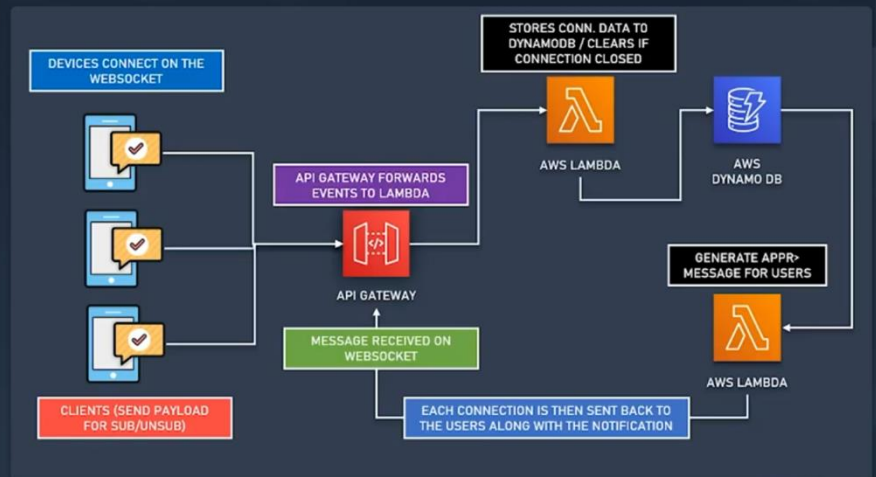 STORES CONN. DATA TO
DYNAMODB / CLEARS IF
CONNECTION CLOSED
DEVICES CONNECT ON THE
WEBSOCKET
AWS LAMBDA
AWS
DYNAMO DB
API GATEWAY FORWARDS
EVENTS TO LAMBDA
</>
API GATEWAY
GENERATE APPR>
MESSAGE FOR USERS
AWS LAMBDA
MESSAGE RECEIVED ON
WEBSOCKET
CLIENTS (SEND PAYLOAD
FOR SUB/UNSUB)
EACH CONNECTION IS THEN SENT BACK TO
THE USERS ALONG WITH THE NOTIFICATION